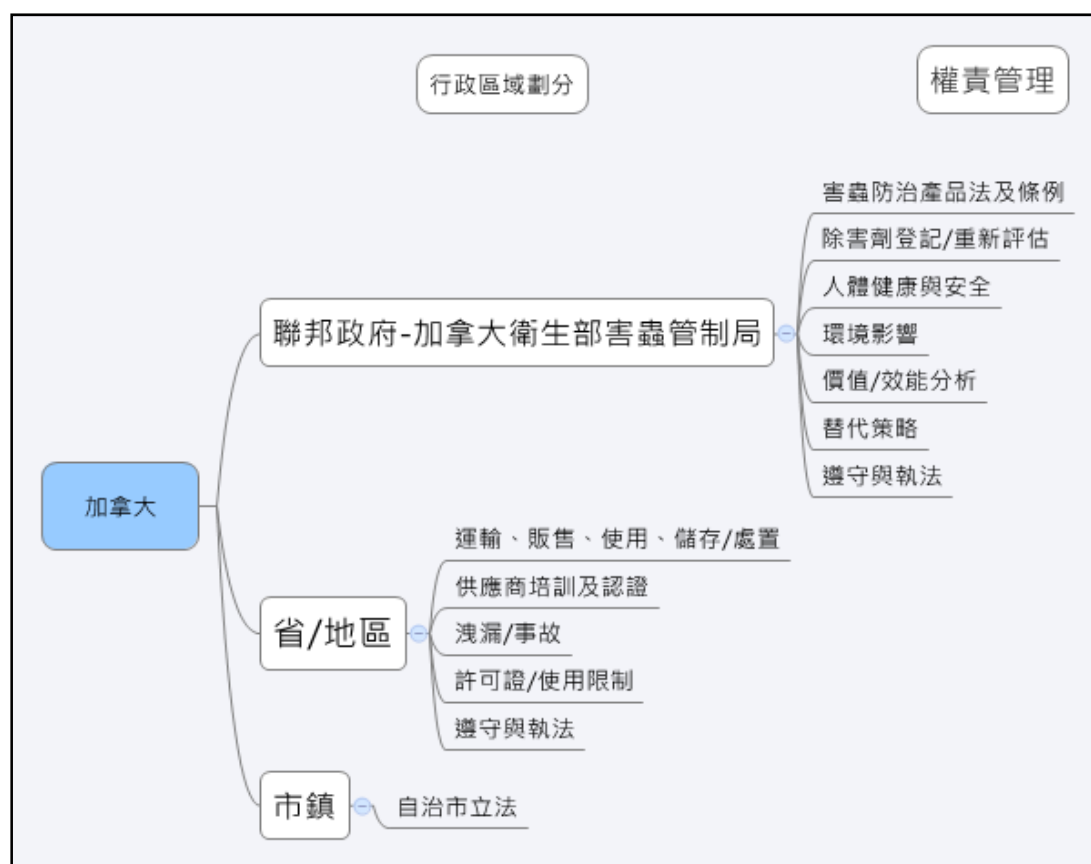 行政區域劃分
權責管理
加拿大
聯邦政府-加拿大衛生部害蟲管制局
害蟲防治產品法及條例
除害劑登記/重新評估
人體健康與安全
環境影響
價值/效能分析
替代策略
遵守與執法
省/地區
運輸、販售、使用、儲存/處置
供應商培訓及認證
洩漏/事故
許可證/使用限制
遵守與執法
市鎮
自治市立法